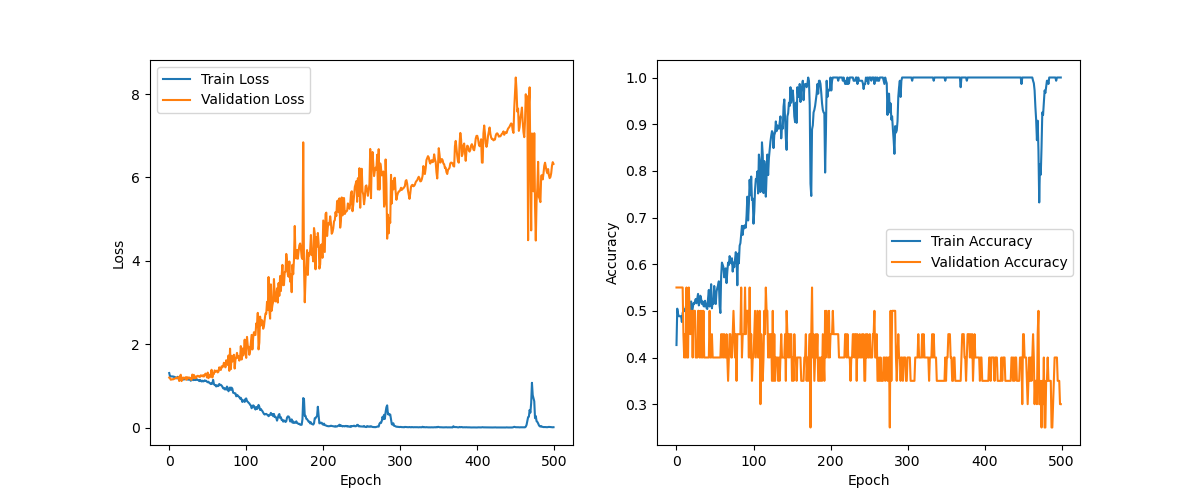 Train Loss
Validation Loss
8
6
4
2
0
Loss
0 100 200 300 400 500
Epoch
1.0
0.9
0.8
0.7
0.6
0.5
0.4
0.3
Accuracy
Train Accuracy
Validation Accuracy
0 100 200 300 400 500
Epoch